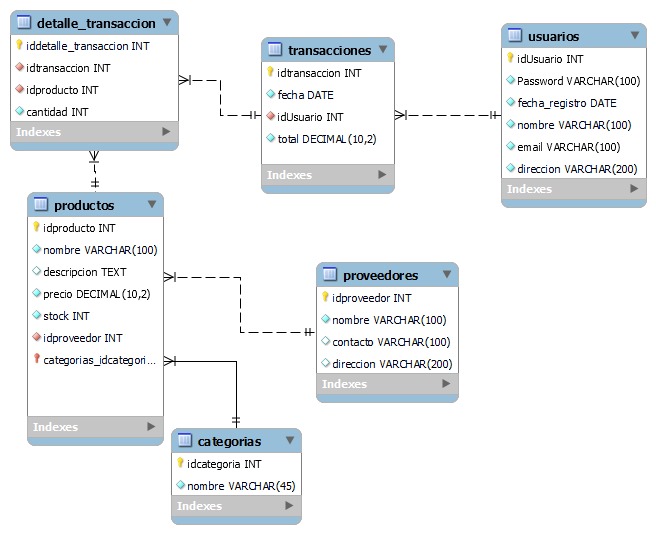 detalle_transaccion
iddetalle_transaccion INT
idtransaccion INT
idproducto INT
cantidad INT
Indexes
transacciones
idtransaccion INT
fecha DATE
idUsuario INT
total DECIMAL(10,2)
Indexes
usuarios
idUsuario INT
Password VARCHAR(100)
fecha_registro DATE
nombre VARCHAR(100)
email VARCHAR(100)
direccion VARCHAR(200)
Indexes
productos
idproducto INT
nombre VARCHAR(100)
descripcion TEXT
precio DECIMAL(10,2)
stock INT
idproveedor INT
categorias_idcategori...
Indexes
proveedores
idproveedor INT
nombre VARCHAR(100)
contacto VARCHAR(100)
direccion VARCHAR(200)
Indexes
categorias
idcategoria INT
nombre VARCHAR(45)
Indexes